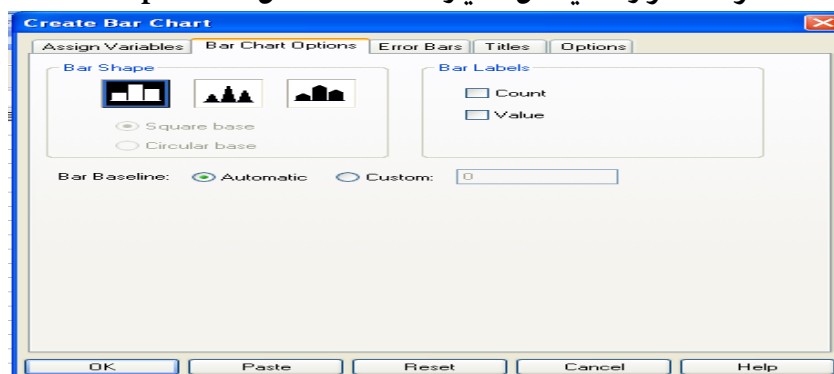 Create Bar Chart
Assign Variables Bar Chart Options Error Bars Titles Options
Bar Shape Bar Labels
Count
Value
Square base
Circular base
Bar Baseline: Automatic Custom: 0
OK Paste Reset Cancel Help